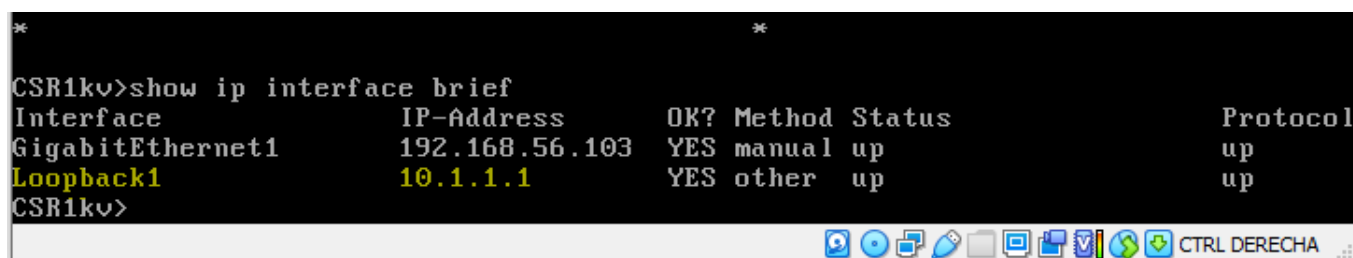 *                                                    *
CSR1kv>show ip interface brief
Interface              IP-Address      OK? Method Status                Protocol
GigabitEthernet1       192.168.56.103  YES manual up                    up
Loopback1              10.1.1.1        YES other  up                    up
CSR1kv>
CTRL DERECHA